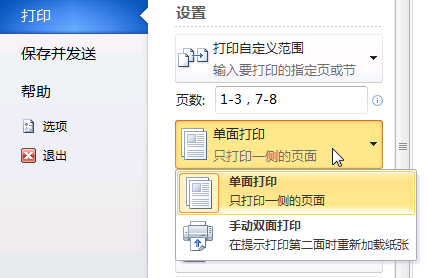 打印
保存并发送
帮助
选项
退出
设置
打印自定义范围
输入要打印的指定页或节
页数: 1-3，7-8
单面打印
只打印一侧的页面
单面打印
只打印一侧的页面
手动双面打印
在提示打印第二面时重新加载纸张